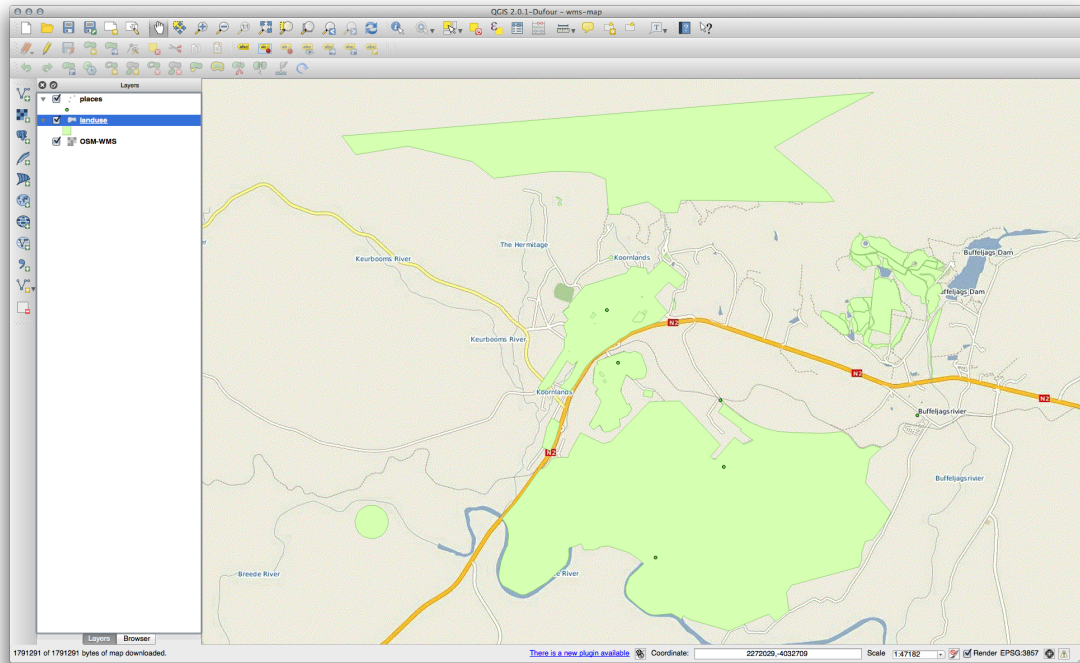 QGIS 2.0.1-Dufour – wms-map
Layers
places
landuse
OSM-WMS
The Hermitage
Koornlands
Keurbooms River
Buffeljags Dam
uffeljags Dam
N2
Keurbooms River
N2
Koornlands
N2
Buffeljagsrivier
N2
Buffeljagsrivier
Breede River
e River
Layers
Browser
1791291 of 1791291 bytes of map downloaded.
There is a new plugin available
Coordinate:
2272029,-4032709
Scale
1:47182
Render
EPSG:3857